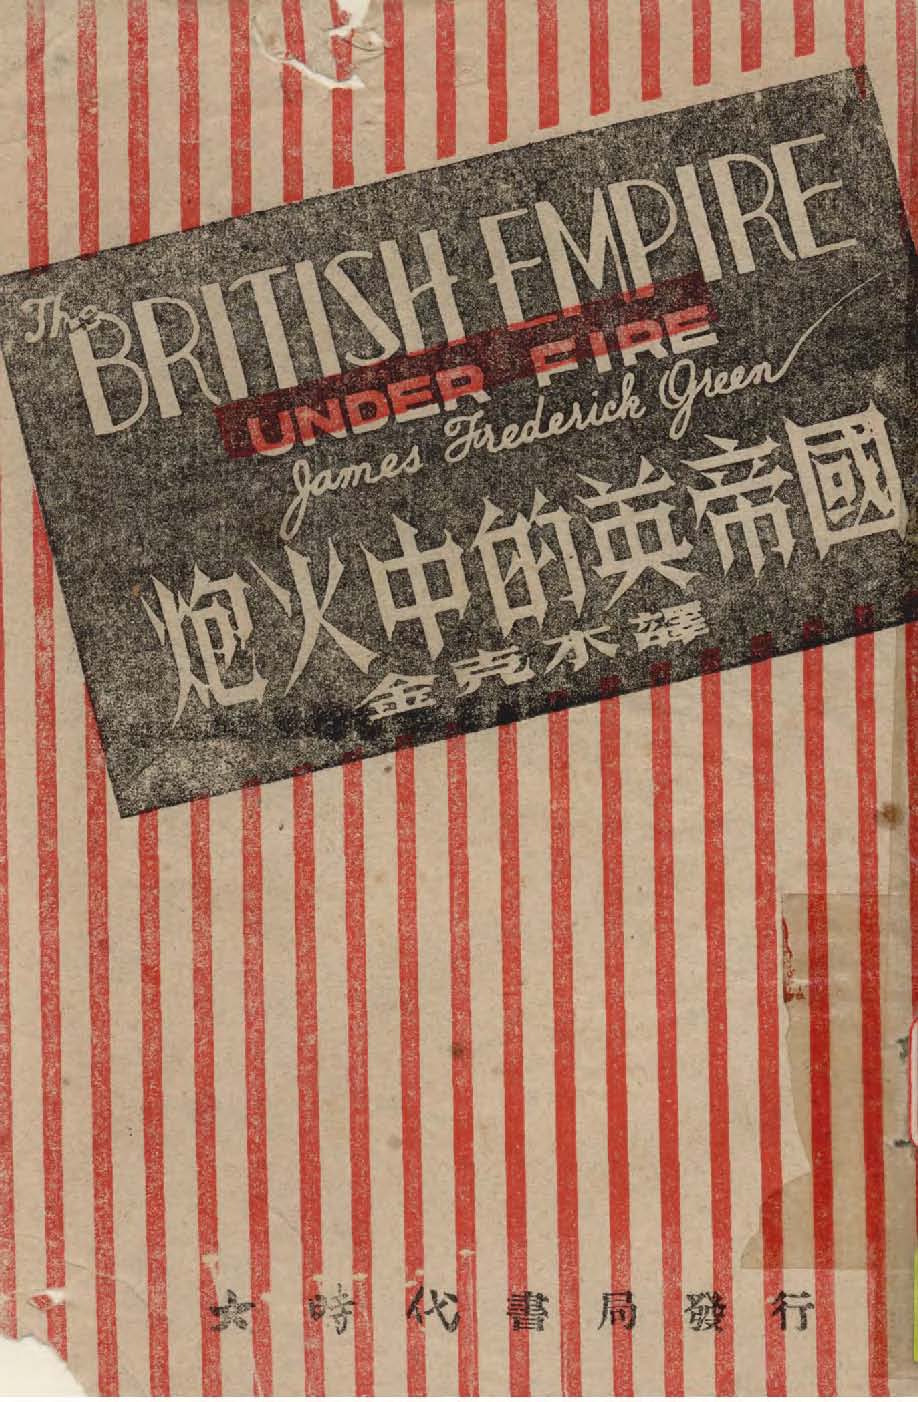 The
BRITISH EMPIRE
UNDER FIRE
James Frederick Green
炮火中的英帝國
金克木譯
大時代書局發行